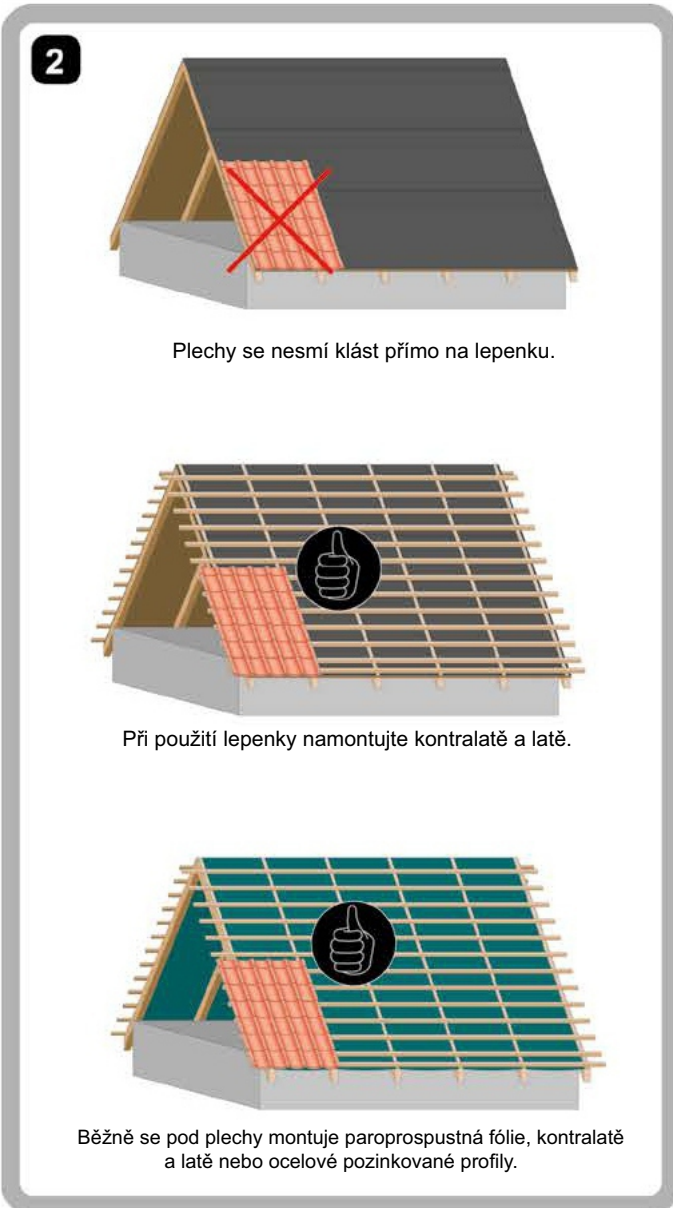 2
Plechy se nesmí klást přímo na lepenku.
Při použití lepenky namontujte kontralatě a latě.
Běžně se pod plechy montuje paroprospustná fólie, kontralatě
a latě nebo ocelové pozinkované profily.